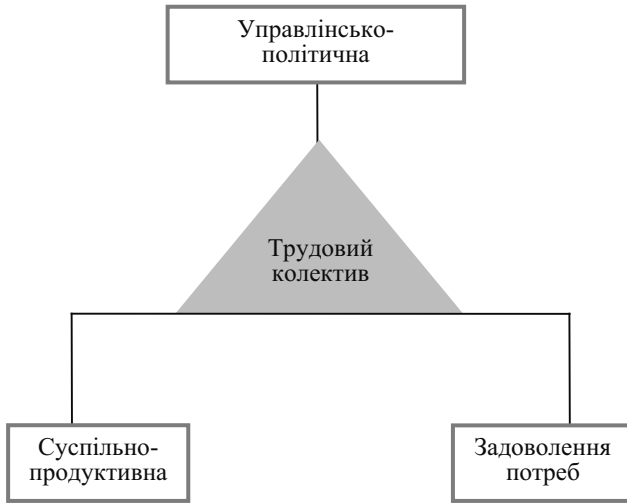 Управлінсько-
політична
Трудовий
колектив
Суспільно-
продуктивна
Задоволення
потреб